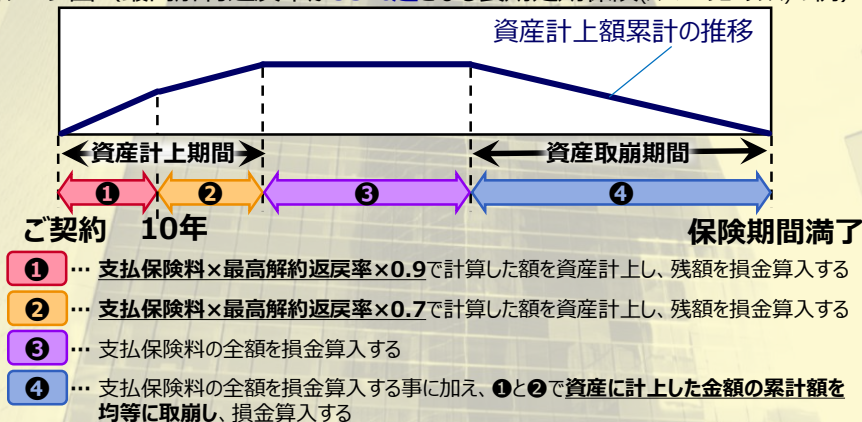 資産計上額累計の推移
資産計上期間
資産取崩期間
❶ ❷ ❸ ❹
ご契約 10年 保険期間満了
❶ … 支払保険料×最高解約返戻率×0.9で計算した額を資産計上し、残額を損金算入する
❷ … 支払保険料×最高解約返戻率×0.7で計算した額を資産計上し、残額を損金算入する
❸ … 支払保険料の全額を損金算入する
❹ … 支払保険料の全額を損金算入する事に加え、❶と❷で資産に計上した金額の累計額を
均等に取崩し、損金算入する